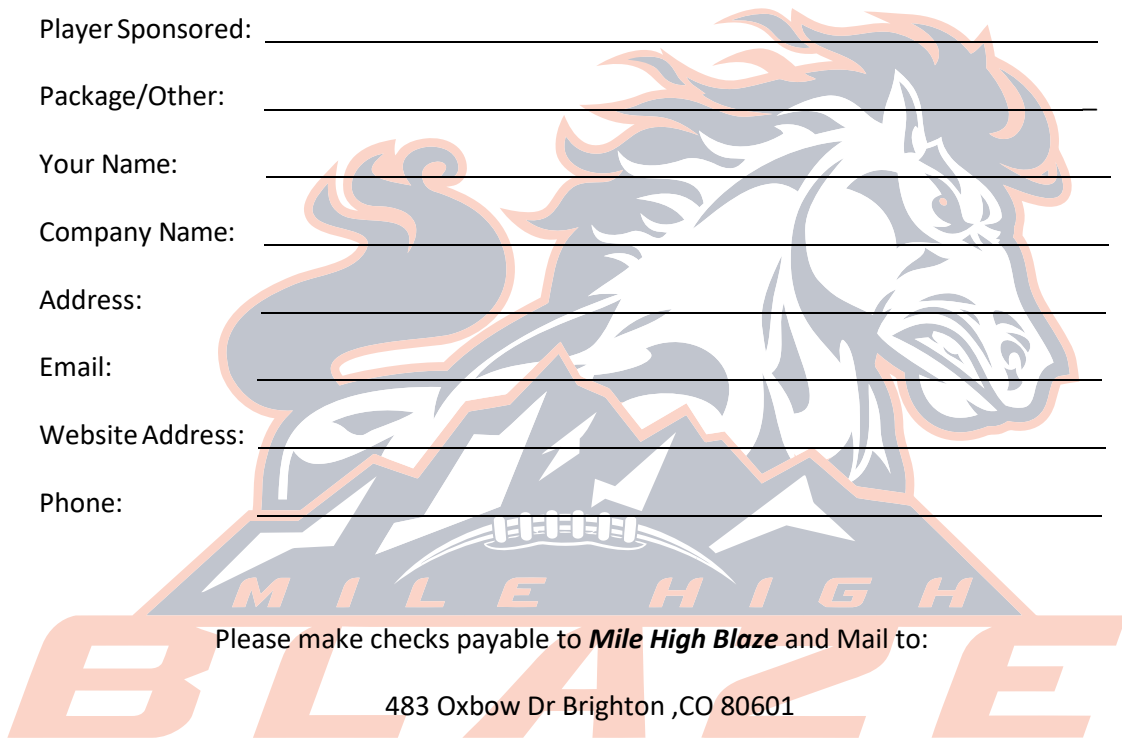 Player Sponsored:
Package/Other:
Your Name:
Company Name:
Address:
Email:
Website Address:
Phone:
MILE HIGH
BLAZE
Please make checks payable to Mile High Blaze and Mail to:
483 Oxbow Dr Brighton ,CO 80601